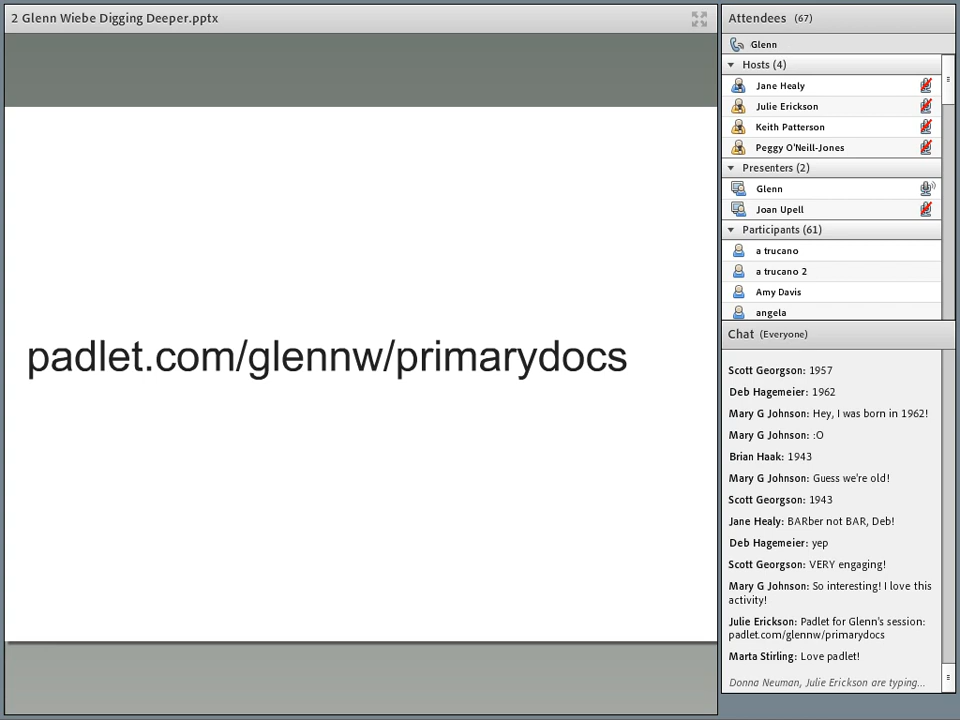 2 Glenn Wiebe Digging Deeper.pptx
padlet.com/glennw/primarydocs
Attendees (67)
Glenn
Hosts (4)
Jane Healy
Julie Erickson
Keith Patterson
Peggy O'Neill-Jones
Presenters (2)
Glenn
Joan Upell
Participants (61)
a trucano
a trucano 2
Amy Davis
angela
Chat (Everyone)
Scott Georgson: 1957
Deb Hagemeier: 1962
Mary G Johnson: Hey, I was born in 1962!
Mary G Johnson: :O
Brian Haak: 1943
Mary G Johnson: Guess we're old!
Scott Georgson: 1943
Jane Healy: BARber not BAR, Deb!
Deb Hagemeier: yep
Scott Georgson: VERY engaging!
Mary G Johnson: So interesting! I love this
activity!
Julie Erickson: Padlet for Glenn's session:
padlet.com/glennw/primarydocs
Marta Stirling: Love padlet!
Donna Neuman, Julie Erickson are typing...